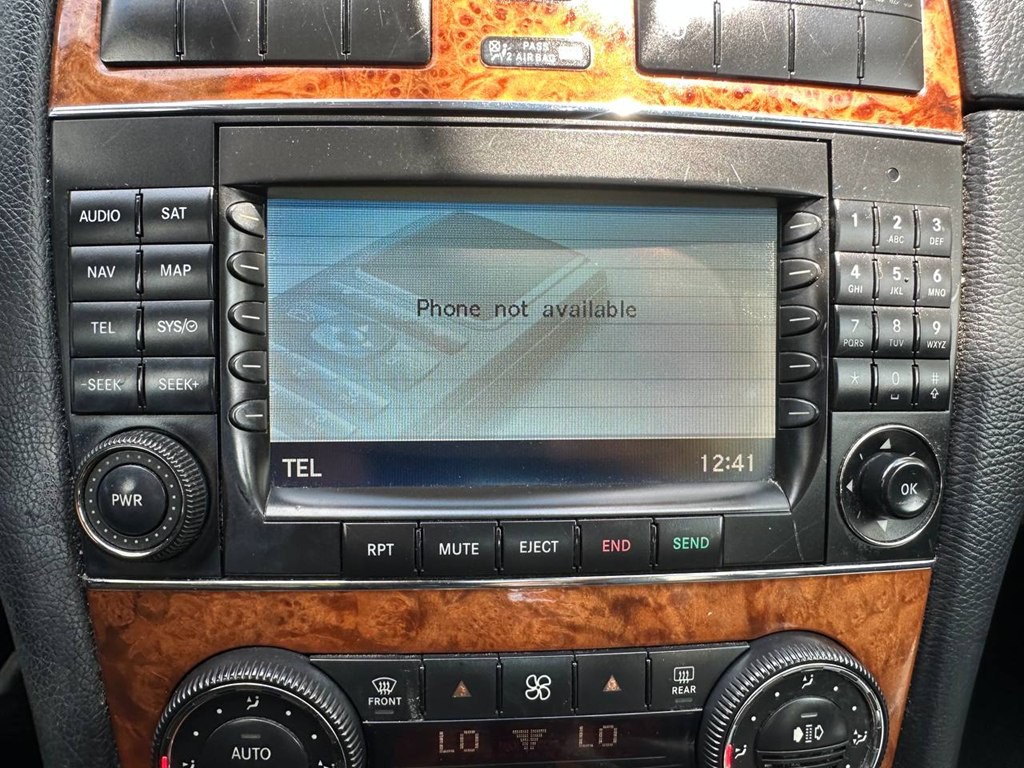 PASS
AIRBAG
AUDIO SAT
NAV MAP
TEL SYS/
-SEEK SEEK+
PWR
Phone not available
TEL 12:41
1 2 ABC 3 DEF
4 GHI 5 JKL 6 MNO
7 PQRS 8 TUV 9 WXYZ
* 0 #
OK
RPT MUTE EJECT END SEND
FRONT REAR
LO LO
AUTO